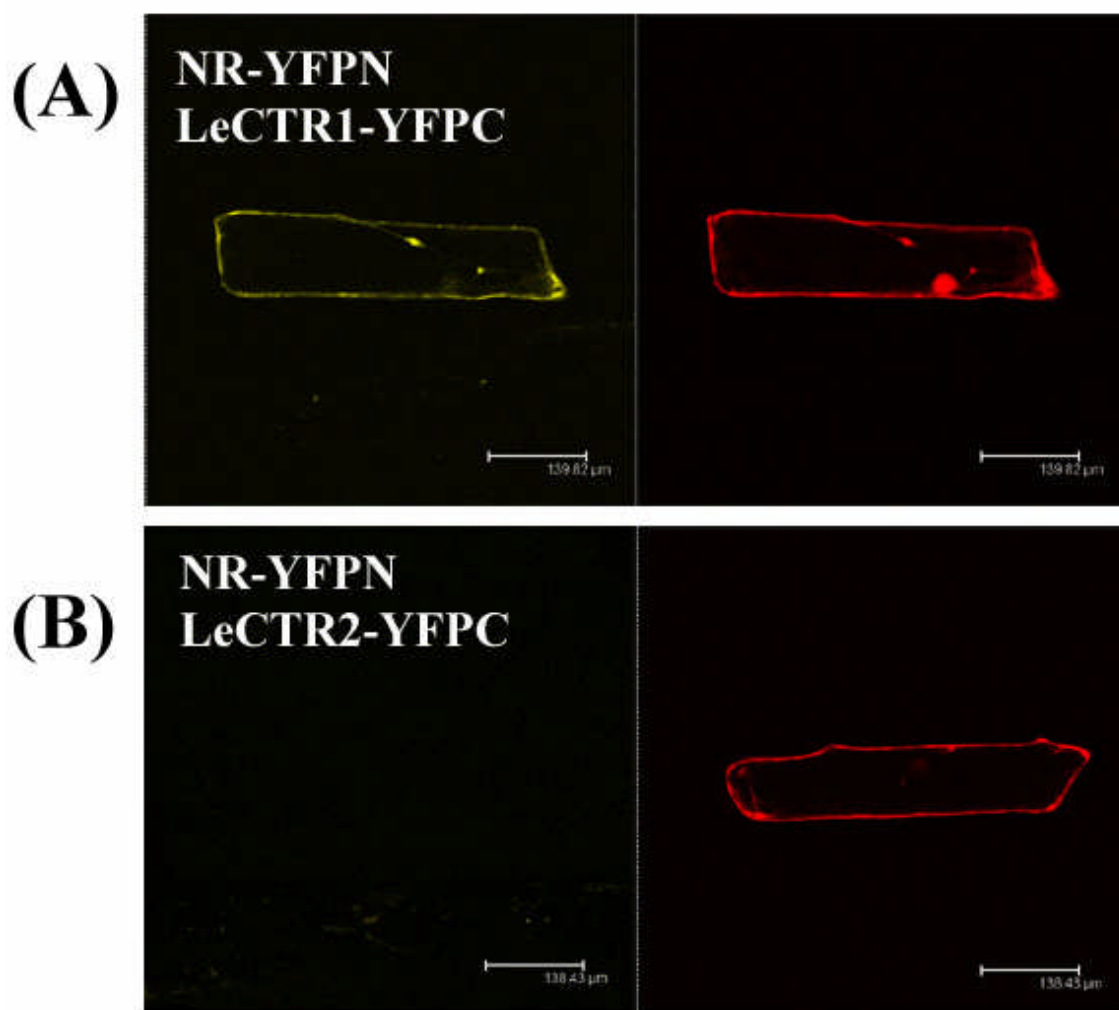 (A)
NR-YFPN
LeCTR1-YFPC
139.82 µm
139.82 µm
(B)
NR-YFPN
LeCTR2-YFPC
138.43 µm
138.43 µm